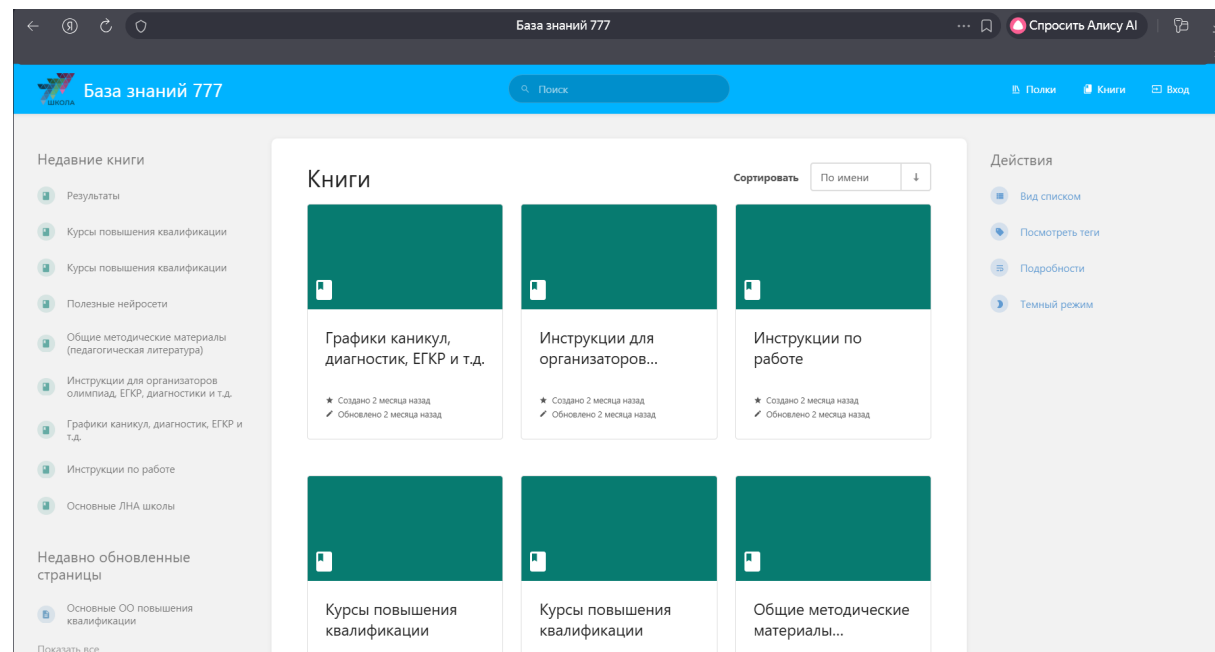 База знаний 777
Спросить Алису AI
ШКОЛА
База знаний 777
Поиск
Полки
Книги
Вход
Недавние книги
Результаты
Курсы повышения квалификации
Курсы повышения квалификации
Полезные нейросети
Общие методические материалы
(педагогическая литература)
Инструкции для организаторов
олимпиад, ЕГКР, диагностики и т.д.
Графики каникул, диагностик, ЕГКР и
т.д.
Инструкции по работе
Основные ЛНА школы
Недавно обновленные
страницы
Основные ОО повышения
квалификации
Показать все
Книги
Сортировать
По имени
Графики каникул,
диагностик, ЕГКР и т.д.
Создано 2 месяца назад
Обновлено 2 месяца назад
Инструкции для
организаторов...
Создано 2 месяца назад
Обновлено 2 месяца назад
Инструкции по
работе
Создано 2 месяца назад
Обновлено 2 месяца назад
Курсы повышения
квалификации
Курсы повышения
квалификации
Общие методические
материалы...
Действия
Вид списком
Посмотреть теги
Подробности
Темный режим